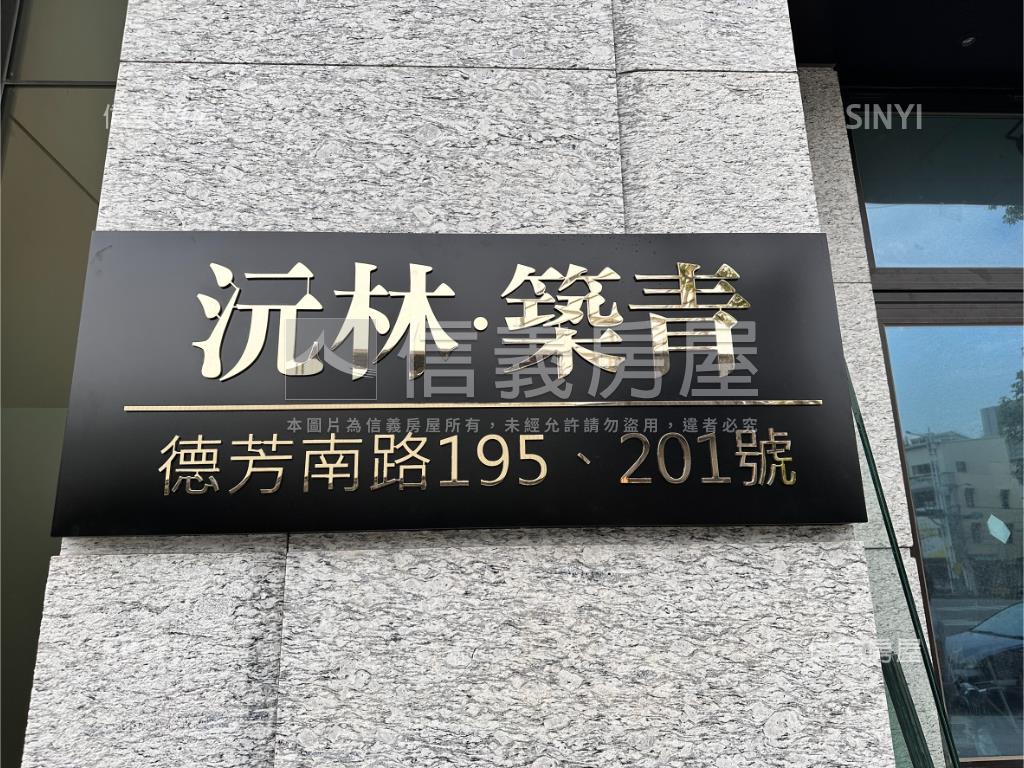 SINYI
沅林·築青
信義房屋
本圖片為信義房屋所有，未經允許請勿盜用，違者必究
德芳南路195、201號